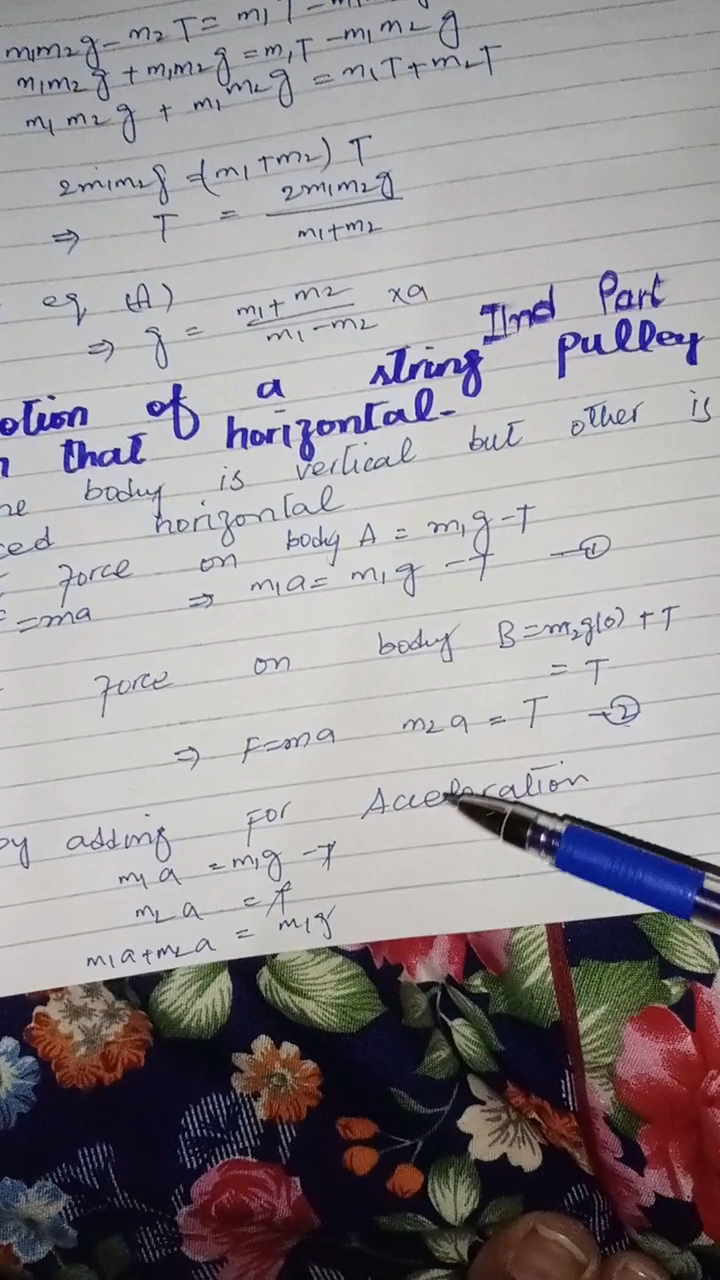 m1m2g - m2T = m1T -
m1m2g + m1m2g = m1T - m1m2g
m1m2g + m1m2g = m1T + m2T
2m1m2g = (m1+m2) T
⇒ T = 2m1m2g / m1+m2
eq (A)
⇒ g = m1+m2 / m1-m2 xa
IInd Part
otion of a string pulley
n that horizontal-
body is vertical but other is
horizontal
Force on body A = m1g - T
F=ma ⇒ m1a = m1g - T - ①
Force on body B = m2g(0) + T
= T
⇒ F=ma m2a = T - ②
by adding For Acceleration
m1a = m1g - T
m2a = T
m1a+m2a = m1g